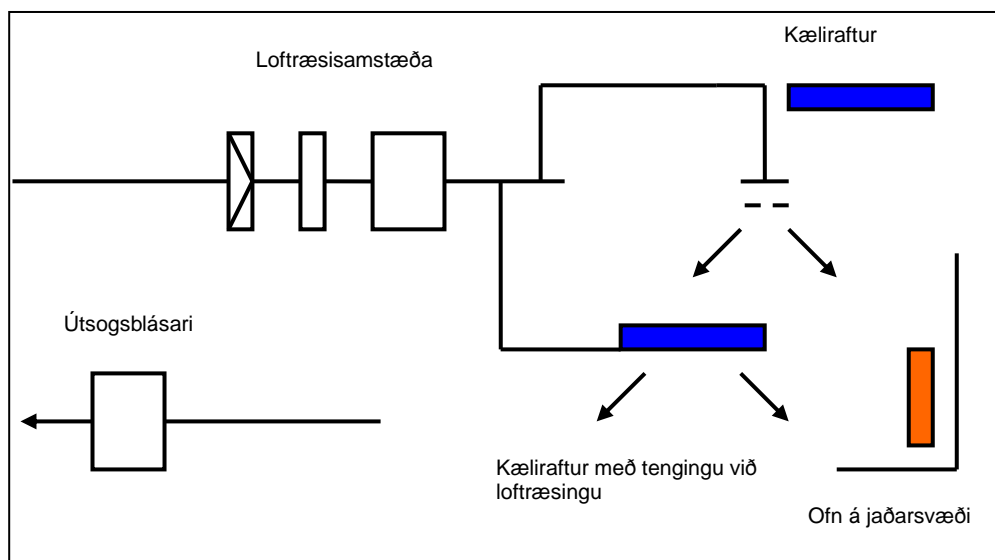 Kæliraftur
Loftræsisamstæða
Útsogsblásari
Kæliraftur með tengingu við
loftræsingu
Ofn á jaðarsvæði